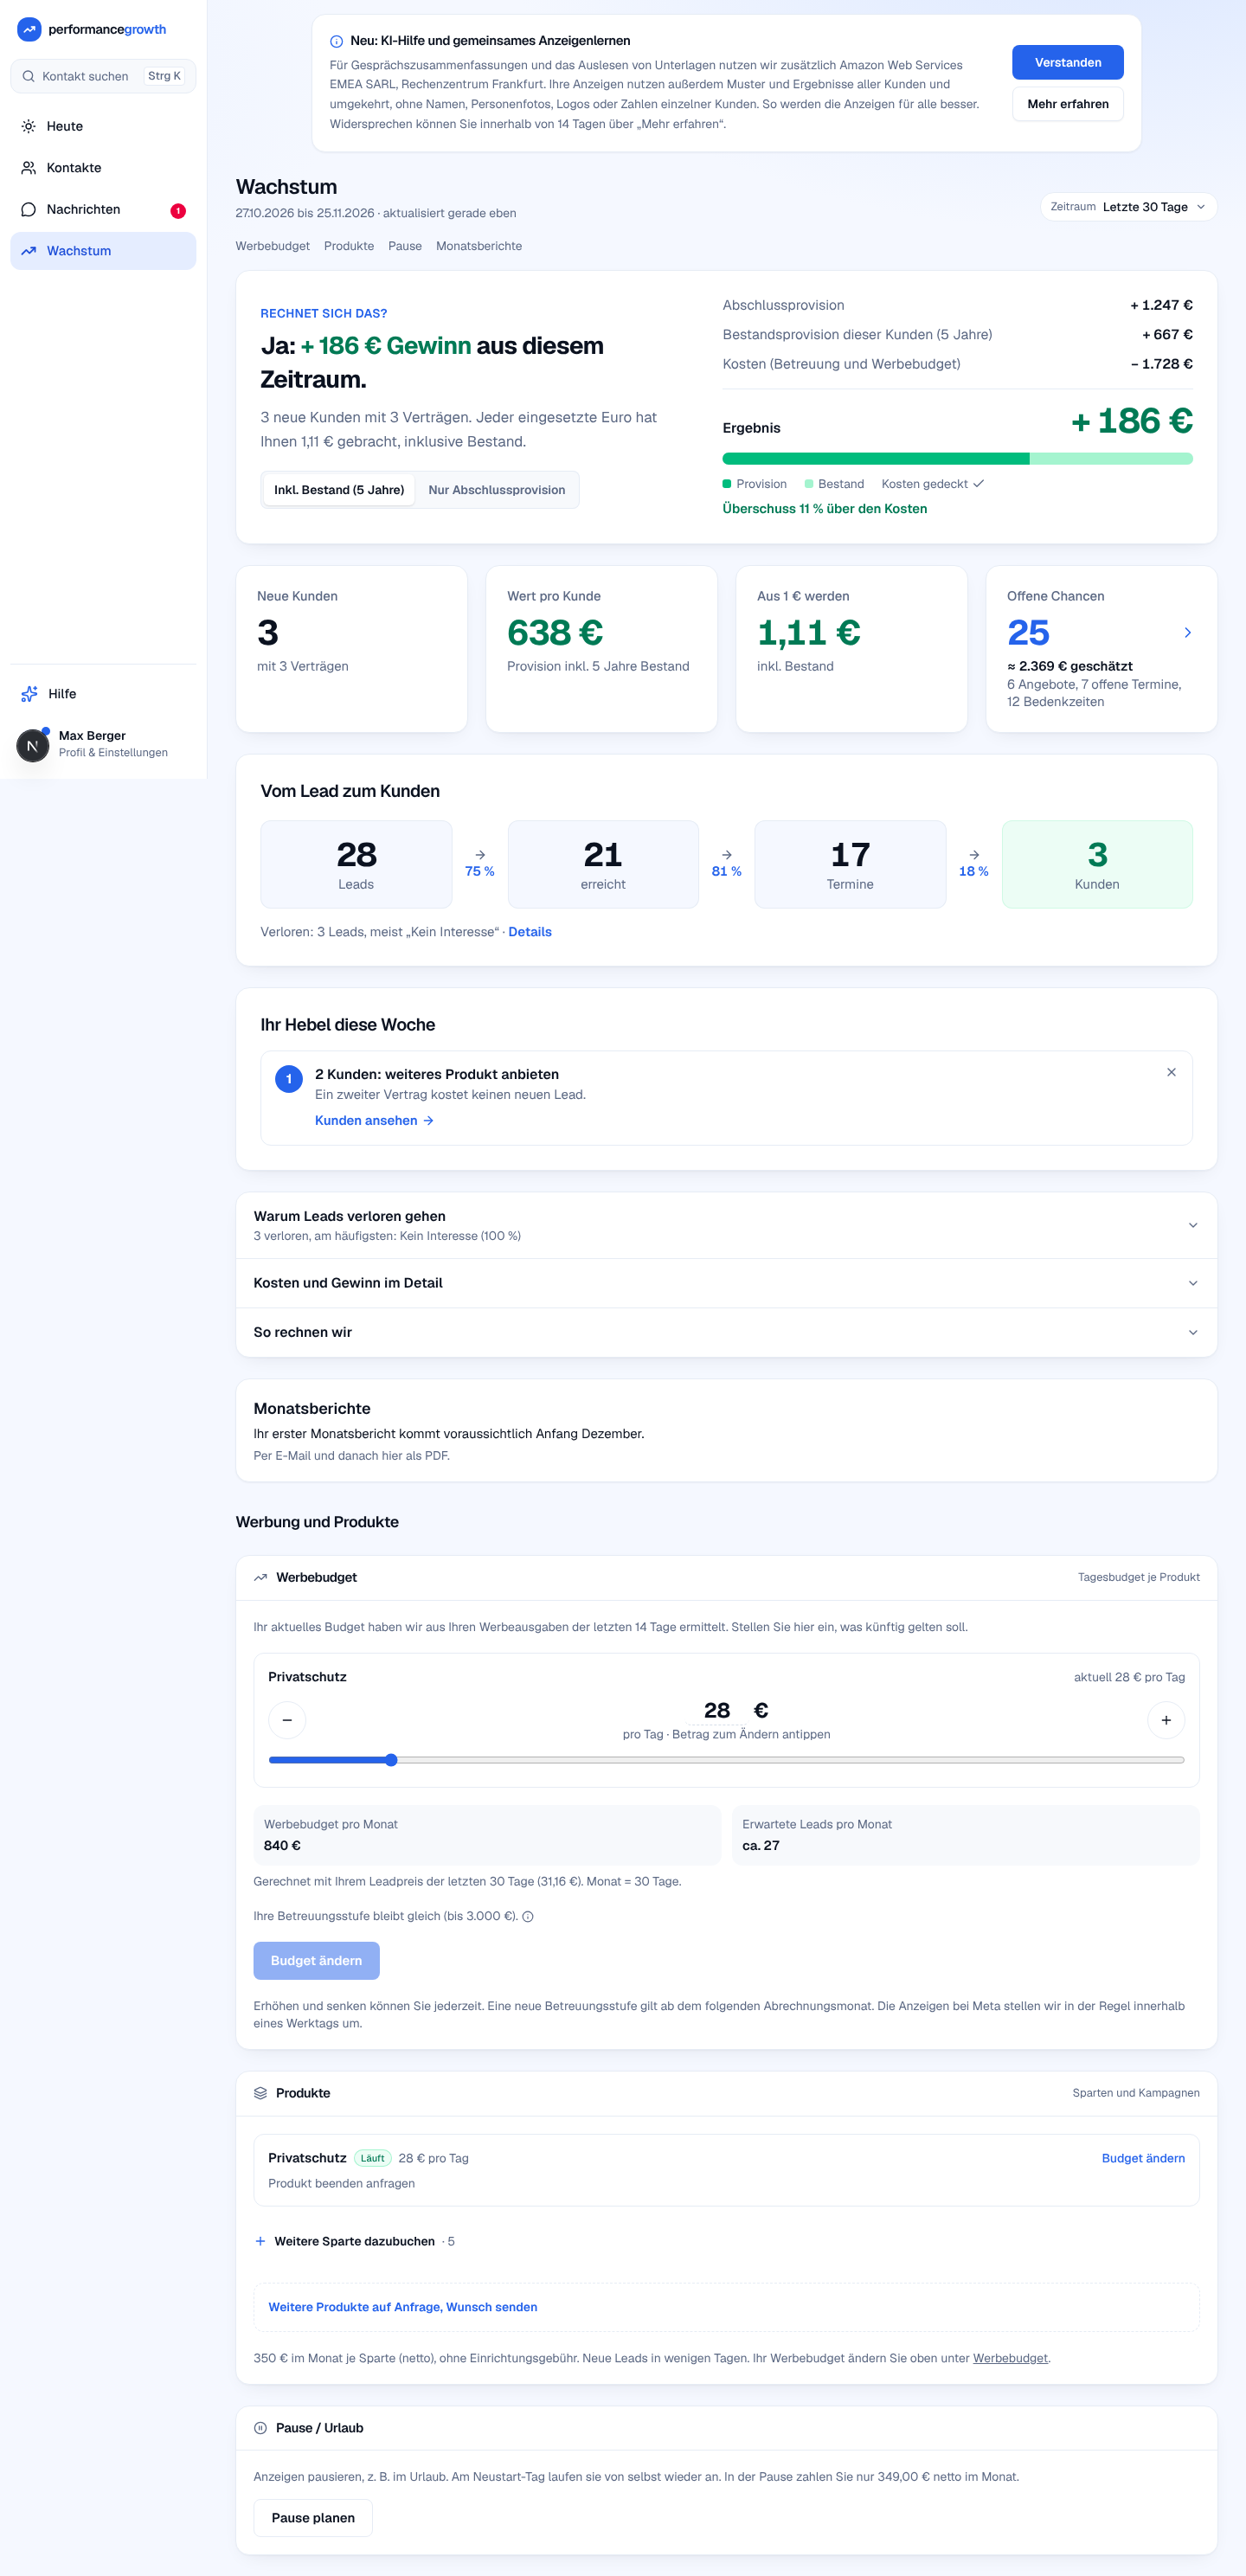 performancegrowth
Kontakt suchen Strg K
Heute
Kontakte
Nachrichten 1
Wachstum
Hilfe
N
Max Berger
Profil & Einstellungen
Neu: KI-Hilfe und gemeinsames Anzeigenlernen
Für Gesprächszusammenfassungen und das Auslesen von Unterlagen nutzen wir zusätzlich Amazon Web Services
EMEA SARL, Rechenzentrum Frankfurt. Ihre Anzeigen nutzen außerdem Muster und Ergebnisse aller Kunden und
umgekehrt, ohne Namen, Personenfotos, Logos oder Zahlen einzelner Kunden. So werden die Anzeigen für alle besser.
Widersprechen können Sie innerhalb von 14 Tagen über „Mehr erfahren“.
Verstanden
Mehr erfahren
Wachstum
27.10.2026 bis 25.11.2026 · aktualisiert gerade eben
Zeitraum Letzte 30 Tage
Werbebudget Produkte Pause Monatsberichte
RECHNET SICH DAS?
Ja: + 186 € Gewinn aus diesem
Zeitraum.
3 neue Kunden mit 3 Verträgen. Jeder eingesetzte Euro hat
Ihnen 1,11 € gebracht, inklusive Bestand.
Inkl. Bestand (5 Jahre) Nur Abschlussprovision
Abschlussprovision + 1.247 €
Bestandsprovision dieser Kunden (5 Jahre) + 667 €
Kosten (Betreuung und Werbebudget) − 1.728 €
Ergebnis + 186 €
Provision Bestand Kosten gedeckt ✓
Überschuss 11 % über den Kosten
Neue Kunden
3
mit 3 Verträgen
Wert pro Kunde
638 €
Provision inkl. 5 Jahre Bestand
Aus 1 € werden
1,11 €
inkl. Bestand
Offene Chancen
25
≈ 2.369 € geschätzt
6 Angebote, 7 offene Termine,
12 Bedenkzeiten
Vom Lead zum Kunden
28
Leads
→
75 %
21
erreicht
→
81 %
17
Termine
→
18 %
3
Kunden
Verloren: 3 Leads, meist „Kein Interesse“ · Details
Ihr Hebel diese Woche
1
2 Kunden: weiteres Produkt anbieten
Ein zweiter Vertrag kostet keinen neuen Lead.
Kunden ansehen →
Warum Leads verloren gehen
3 verloren, am häufigsten: Kein Interesse (100 %)
Kosten und Gewinn im Detail
So rechnen wir
Monatsberichte
Ihr erster Monatsbericht kommt voraussichtlich Anfang Dezember.
Per E-Mail und danach hier als PDF.
Werbung und Produkte
Werbebudget Tagesbudget je Produkt
Ihr aktuelles Budget haben wir aus Ihren Werbeausgaben der letzten 14 Tage ermittelt. Stellen Sie hier ein, was künftig gelten soll.
Privatschutz aktuell 28 € pro Tag
− 28 € +
pro Tag · Betrag zum Ändern antippen
Werbebudget pro Monat
840 €
Erwartete Leads pro Monat
ca. 27
Gerechnet mit Ihrem Leadpreis der letzten 30 Tage (31,16 €). Monat = 30 Tage.
Ihre Betreuungsstufe bleibt gleich (bis 3.000 €).
Budget ändern
Erhöhen und senken können Sie jederzeit. Eine neue Betreuungsstufe gilt ab dem folgenden Abrechnungsmonat. Die Anzeigen bei Meta stellen wir in der Regel innerhalb
eines Werktags um.
Produkte Sparten und Kampagnen
Privatschutz Läuft 28 € pro Tag Budget ändern
Produkt beenden anfragen
+ Weitere Sparte dazubuchen · 5
Weitere Produkte auf Anfrage, Wunsch senden
350 € im Monat je Sparte (netto), ohne Einrichtungsgebühr. Neue Leads in wenigen Tagen. Ihr Werbebudget ändern Sie oben unter Werbebudget.
Pause / Urlaub
Anzeigen pausieren, z. B. im Urlaub. Am Neustart-Tag laufen sie von selbst wieder an. In der Pause zahlen Sie nur 349,00 € netto im Monat.
Pause planen